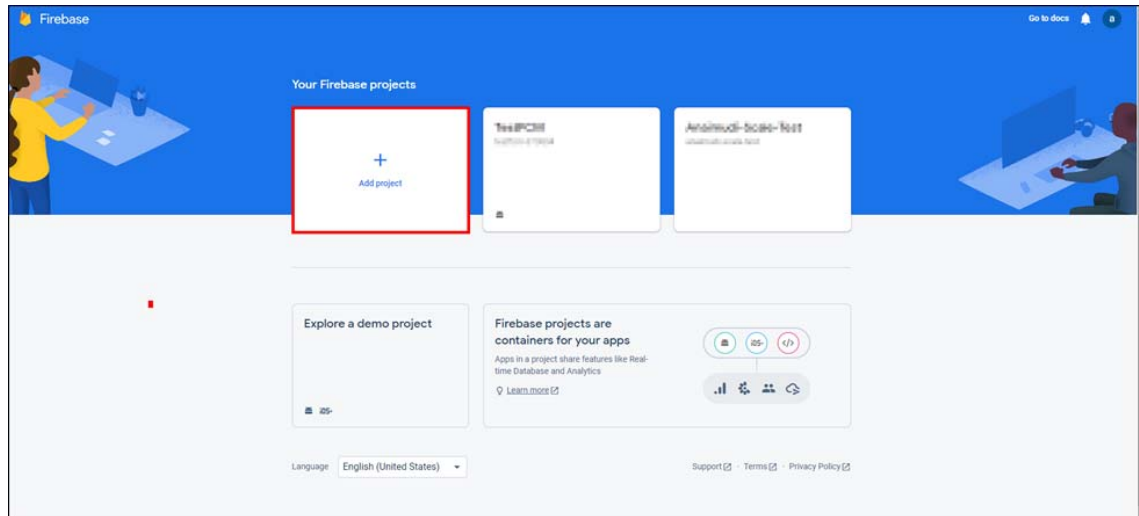 Firebase
Go to docs
a
Your Firebase projects
+
Add project
Explore a demo project
iOS+
Firebase projects are
containers for your apps
Apps in a project share features like Real-
time Database and Analytics
Learn more
iOS+
</>
Language
English (United States)
Support · Terms · Privacy Policy